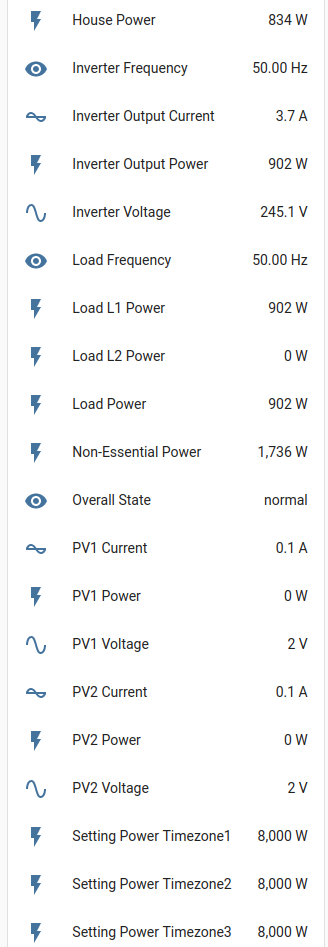 House Power 834 W
Inverter Frequency 50.00 Hz
Inverter Output Current 3.7 A
Inverter Output Power 902 W
Inverter Voltage 245.1 V
Load Frequency 50.00 Hz
Load L1 Power 902 W
Load L2 Power 0 W
Load Power 902 W
Non-Essential Power 1,736 W
Overall State normal
PV1 Current 0.1 A
PV1 Power 0 W
PV1 Voltage 2 V
PV2 Current 0.1 A
PV2 Power 0 W
PV2 Voltage 2 V
Setting Power Timezone1 8,000 W
Setting Power Timezone2 8,000 W
Setting Power Timezone3 8,000 W